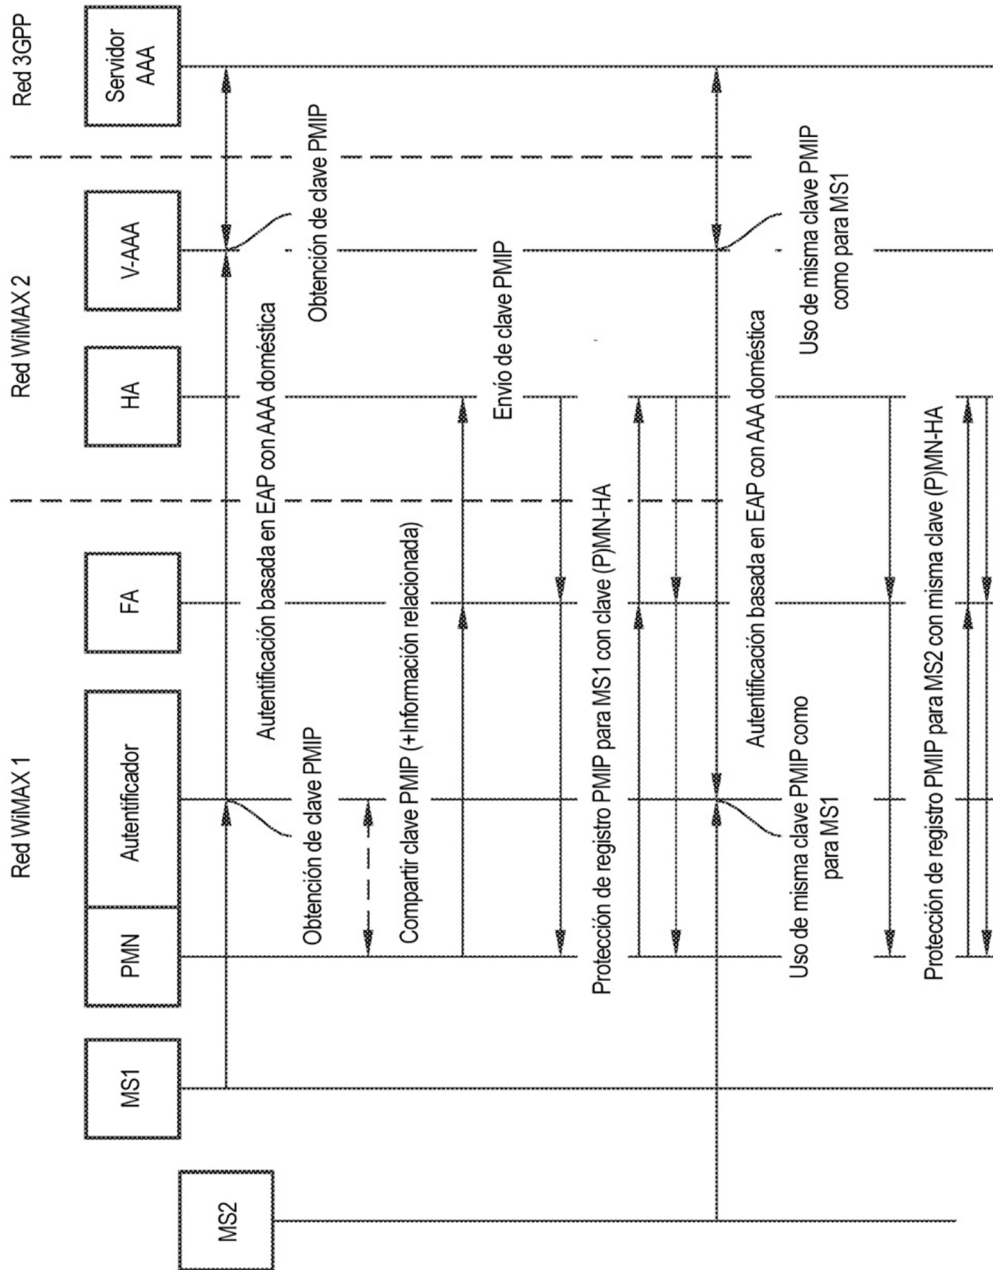 Red WiMAX 1
Red WiMAX 2
Red 3GPP
MS2
MS1
PMN
Autentificador
FA
HA
V-AAA
Servidor
AAA
Autentificación basada en EAP con AAA doméstica
Obtención de clave PMIP
Obtención de clave PMIP
Compartir clave PMIP (+Información relacionada)
Envío de clave PMIP
Protección de registro PMIP para MS1 con clave (P)MN-HA
Autentificación basada en EAP con AAA doméstica
Uso de misma clave PMIP como
para MS1
Uso de misma clave PMIP
como para MS1
Protección de registro PMIP para MS2 con misma clave (P)MN-HA